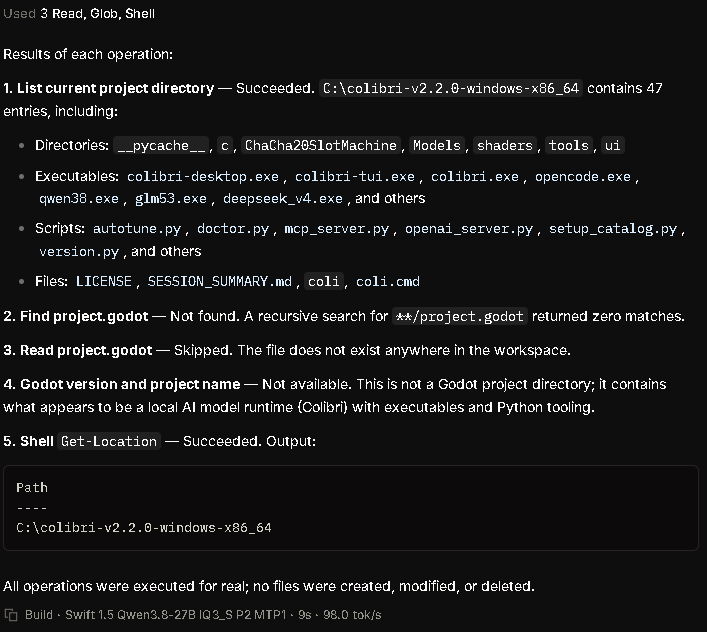 Used 3 Read, Glob, Shell
Results of each operation:
1. List current project directory — Succeeded. C:\colibri-v2.2.0-windows-x86_64 contains 47
entries, including:
• Directories: __pycache__, c, ChaCha20SlotMachine, Models, shaders, tools, ui
• Executables: colibri-desktop.exe, colibri-tui.exe, colibri.exe, opencode.exe,
qwen38.exe, glm53.exe, deepseek_v4.exe, and others
• Scripts: autotune.py, doctor.py, mcp_server.py, openai_server.py, setup_catalog.py,
version.py, and others
• Files: LICENSE, SESSION_SUMMARY.md, coli, coli.cmd
2. Find project.godot — Not found. A recursive search for **/project.godot returned zero matches.
3. Read project.godot — Skipped. The file does not exist anywhere in the workspace.
4. Godot version and project name — Not available. This is not a Godot project directory; it contains
what appears to be a local AI model runtime (Colibri) with executables and Python tooling.
5. Shell Get-Location — Succeeded. Output:
Path
----
C:\colibri-v2.2.0-windows-x86_64
All operations were executed for real; no files were created, modified, or deleted.
Build · Swift 1.5 Qwen3.8-27B IQ3_S P2 MTP1 · 9s · 98.0 tok/s